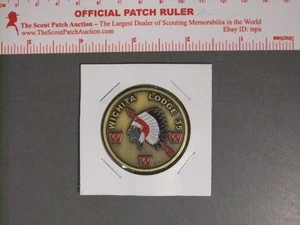 OFFICIAL PATCH RULER
The Scout Patch Auction - The Largest Dealer of Scouting Memorabilia in the World
www.TheScoutPatchAuction.com
Ebay ID: tspa
WICHITA LODGE 35
W W W